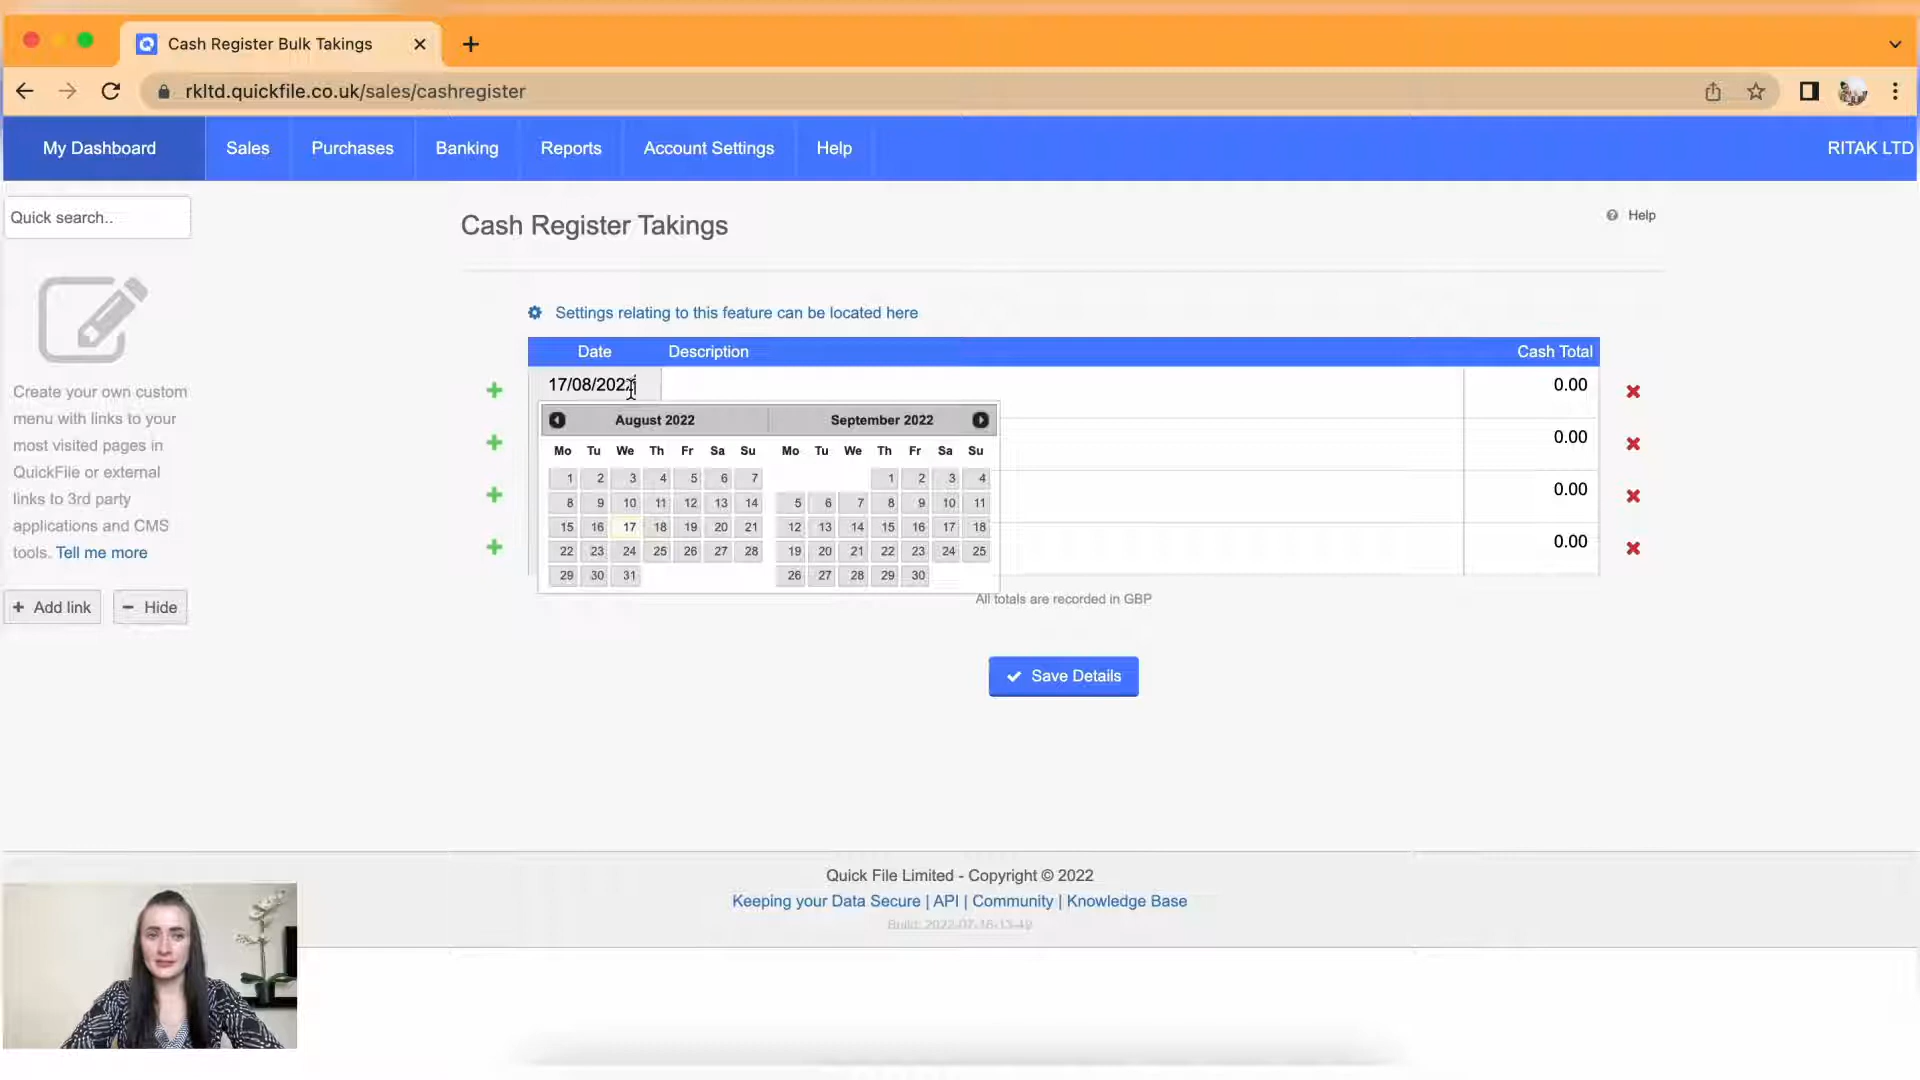 Cash Register Bulk Takings
rkltd.quickfile.co.uk/sales/cashregister
My Dashboard Sales Purchases Banking Reports Account Settings Help RITAK LTD
Quick search..
Cash Register Takings
Help
Create your own custom
menu with links to your
most visited pages in
QuickFile or external
links to 3rd party
applications and CMS
tools. Tell me more
Add link Hide
Settings relating to this feature can be located here
Date Description Cash Total
17/08/2022 0.00
0.00
0.00
0.00
August 2022 September 2022
Mo Tu We Th Fr Sa Su Mo Tu We Th Fr Sa Su
1 2 3 4 5 6 7 1 2 3 4
8 9 10 11 12 13 14 5 6 7 8 9 10 11
15 16 17 18 19 20 21 12 13 14 15 16 17 18
22 23 24 25 26 27 28 19 20 21 22 23 24 25
29 30 31 26 27 28 29 30
All totals are recorded in GBP
Save Details
Quick File Limited - Copyright © 2022
Keeping your Data Secure | API | Community | Knowledge Base
Build: 2022-07-16-13-49